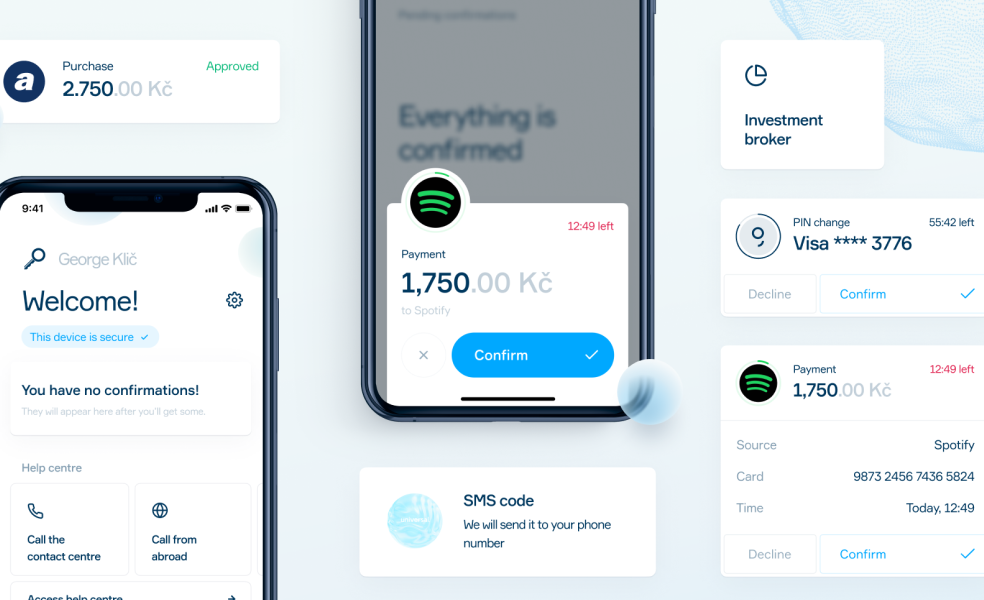 Purchase
Approved
2.750.00 Kč
9:41
George Klič
Welcome!
This device is secure
You have no confirmations!
They will appear here after you'll get some.
Help centre
Call the
contact centre
Call from
abroad
Access help centre
Pending confirmations
Everything is
confirmed
12:49 left
Payment
1,750.00 Kč
to Spotify
Confirm
SMS code
We will send it to your phone
number
Investment
broker
PIN change
55:42 left
Visa **** 3776
Decline
Confirm
Payment
12:49 left
1,750.00 Kč
Source
Spotify
Card
9873 2456 7436 5824
Time
Today, 12:49
Decline
Confirm